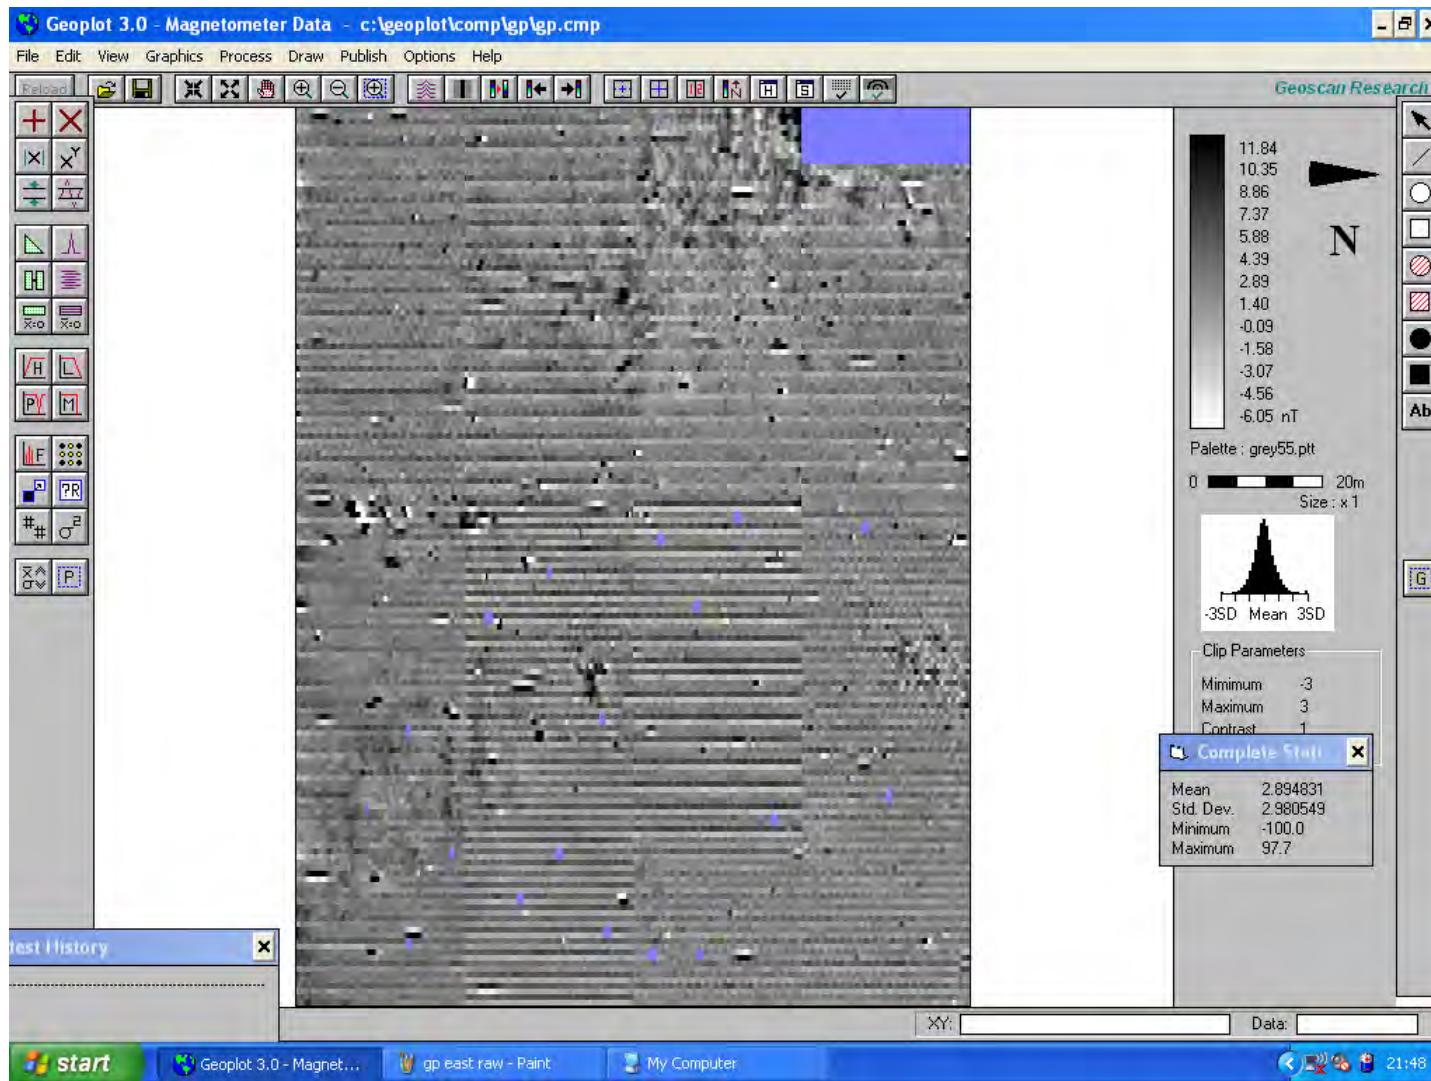 Geoplot 3.0 - Magnetometer Data - c:\geoplot\comp\gp\gp.cmp
File Edit View Graphics Process Draw Publish Options Help
Reload
Geoscan Research
11.84
10.35
8.86
7.37
5.88
4.39
2.89
1.40
-0.09
-1.58
-3.07
-4.56
-6.05 nT
N
Palette : grey55.ptt
0 20m
Size : x 1
-3SD Mean 3SD
Clip Parameters
Minimum -3
Maximum 3
Contrast 1
Complete Stati
Mean 2.894831
Std. Dev. 2.980549
Minimum -100.0
Maximum 97.7
test History
XY: Data:
start
Geoplot 3.0 - Magnet...
gp east raw - Paint
My Computer
21:48